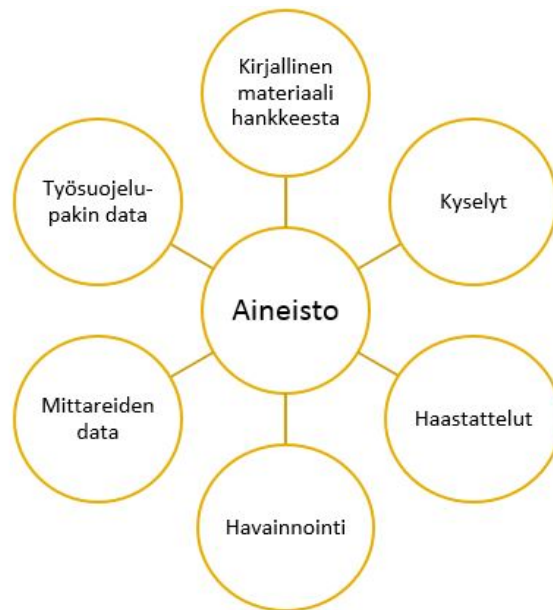 Kirjallinen
materiaali
hankkeesta
Työsuojelu-
pakin data
Kyselyt
Aineisto
Mittareiden
data
Haastattelut
Havainnointi